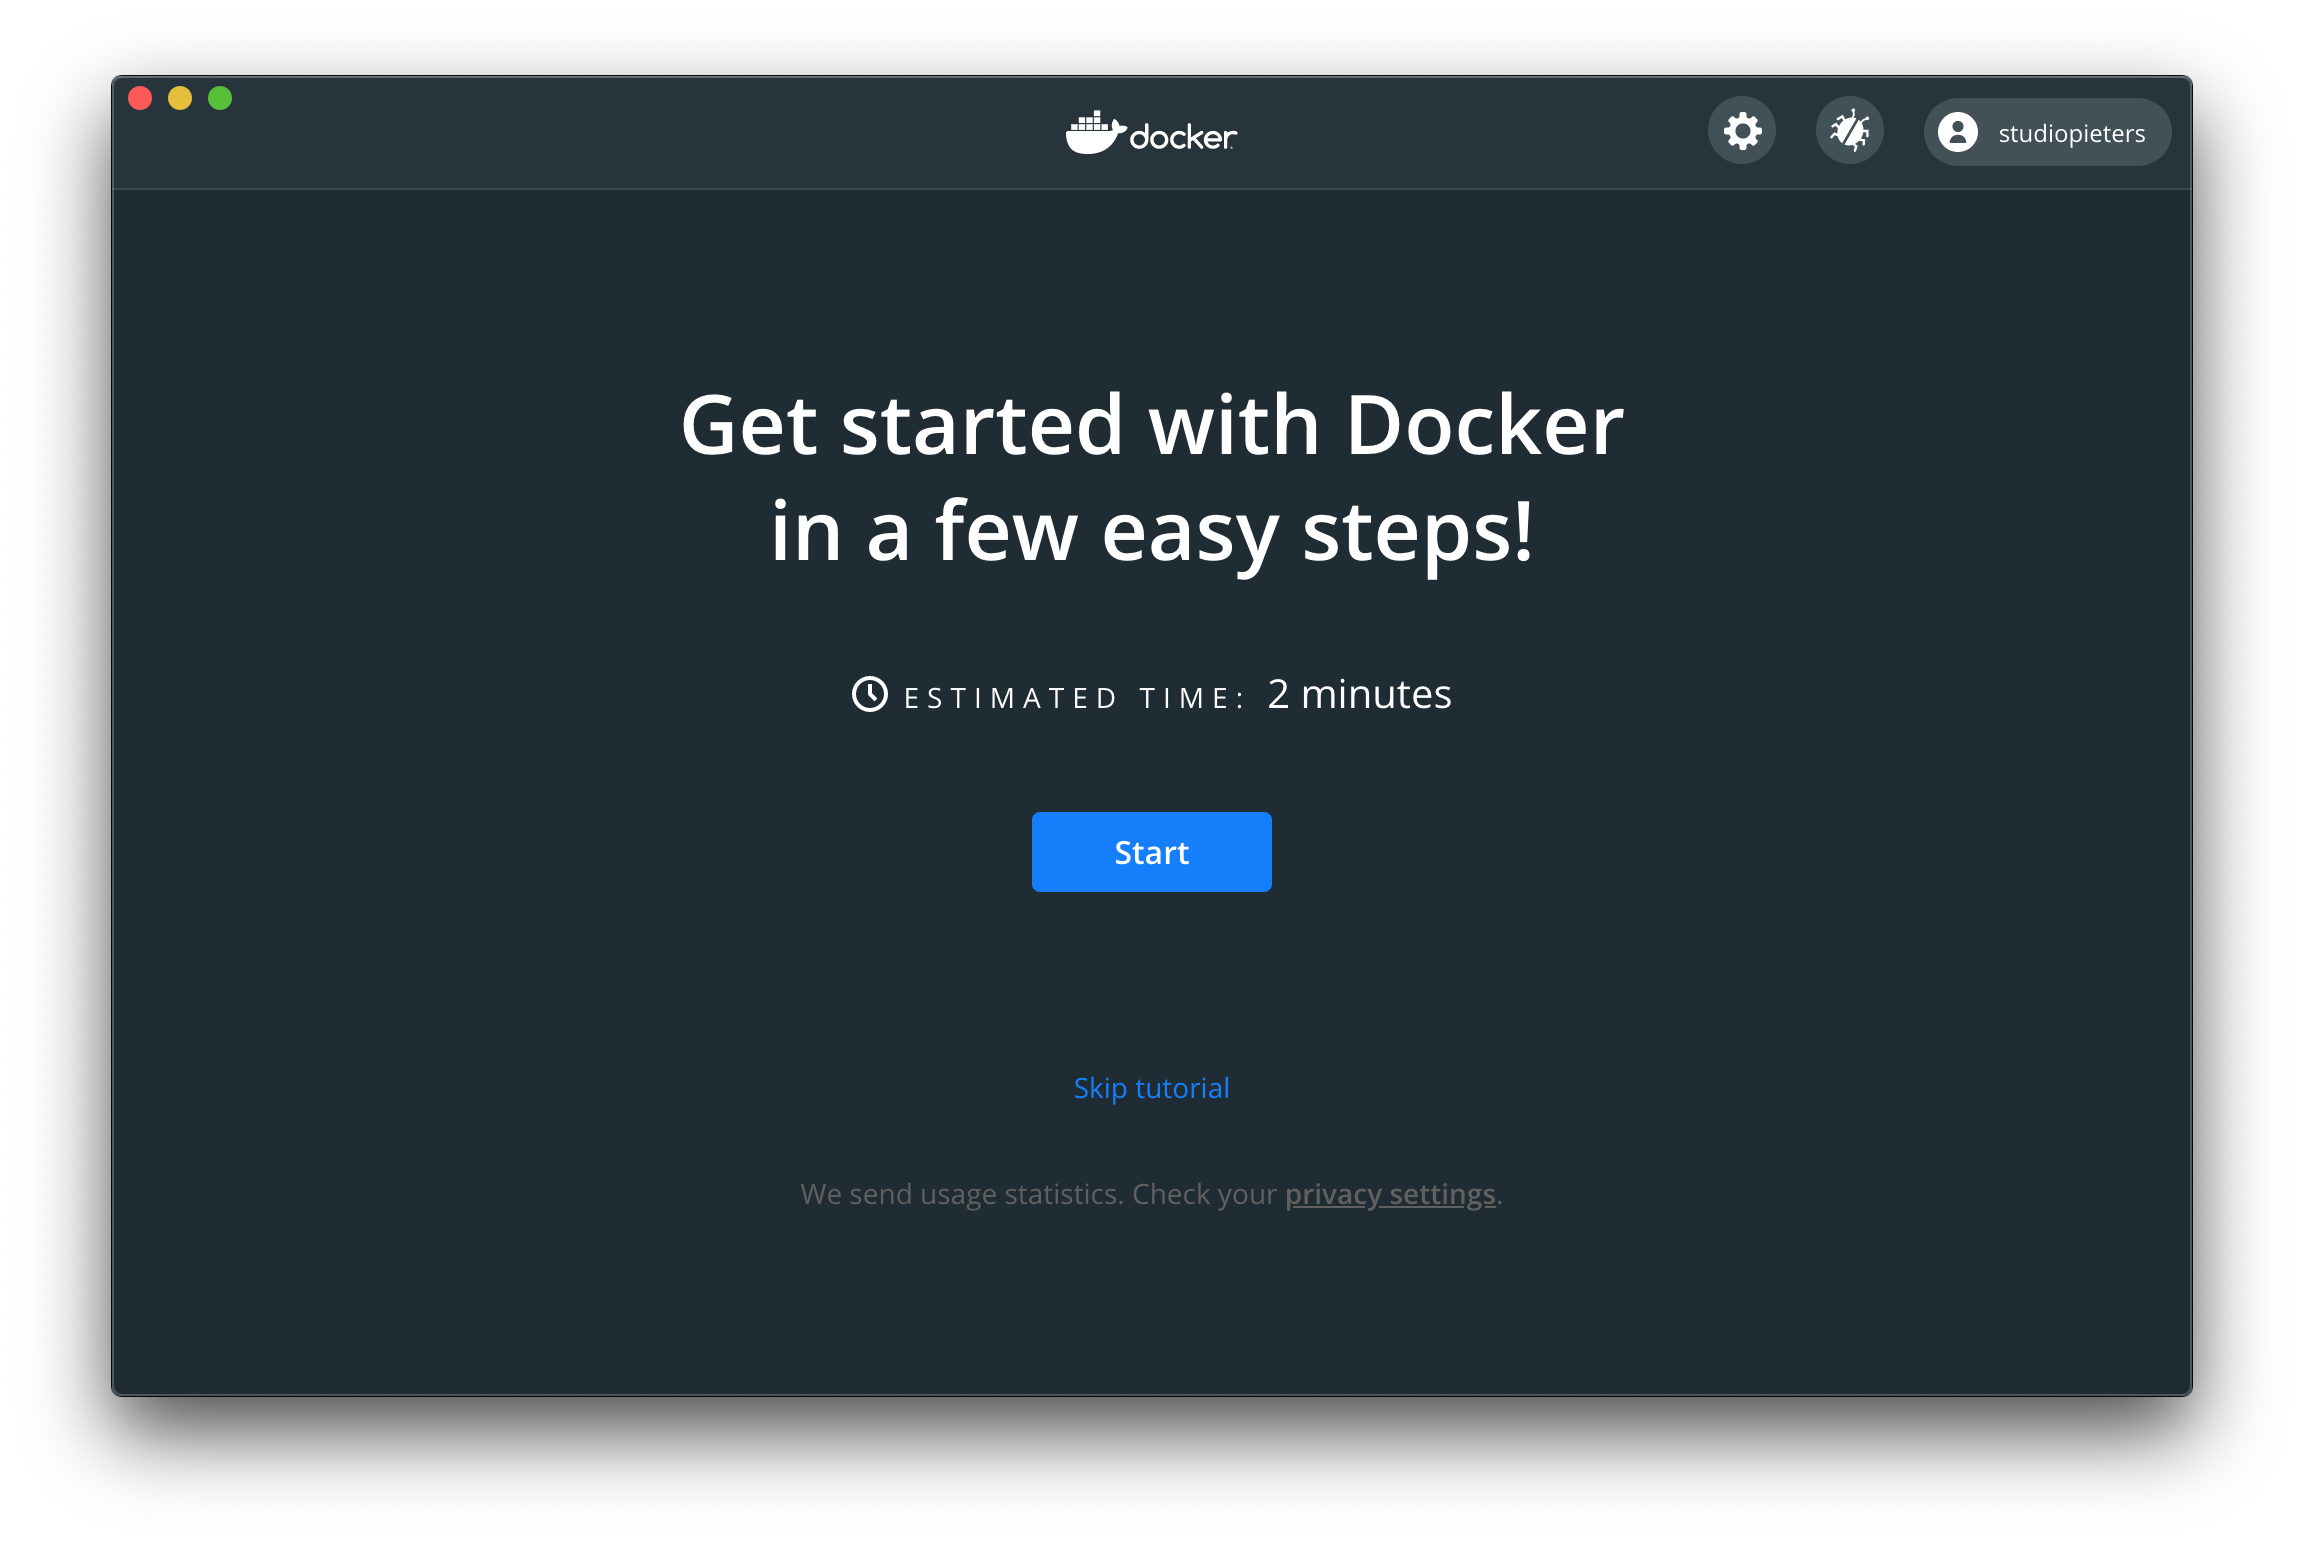 docker
studiopieters
Get started with Docker
in a few easy steps!
ESTIMATED TIME: 2 minutes
Start
Skip tutorial
We send usage statistics. Check your privacy settings.